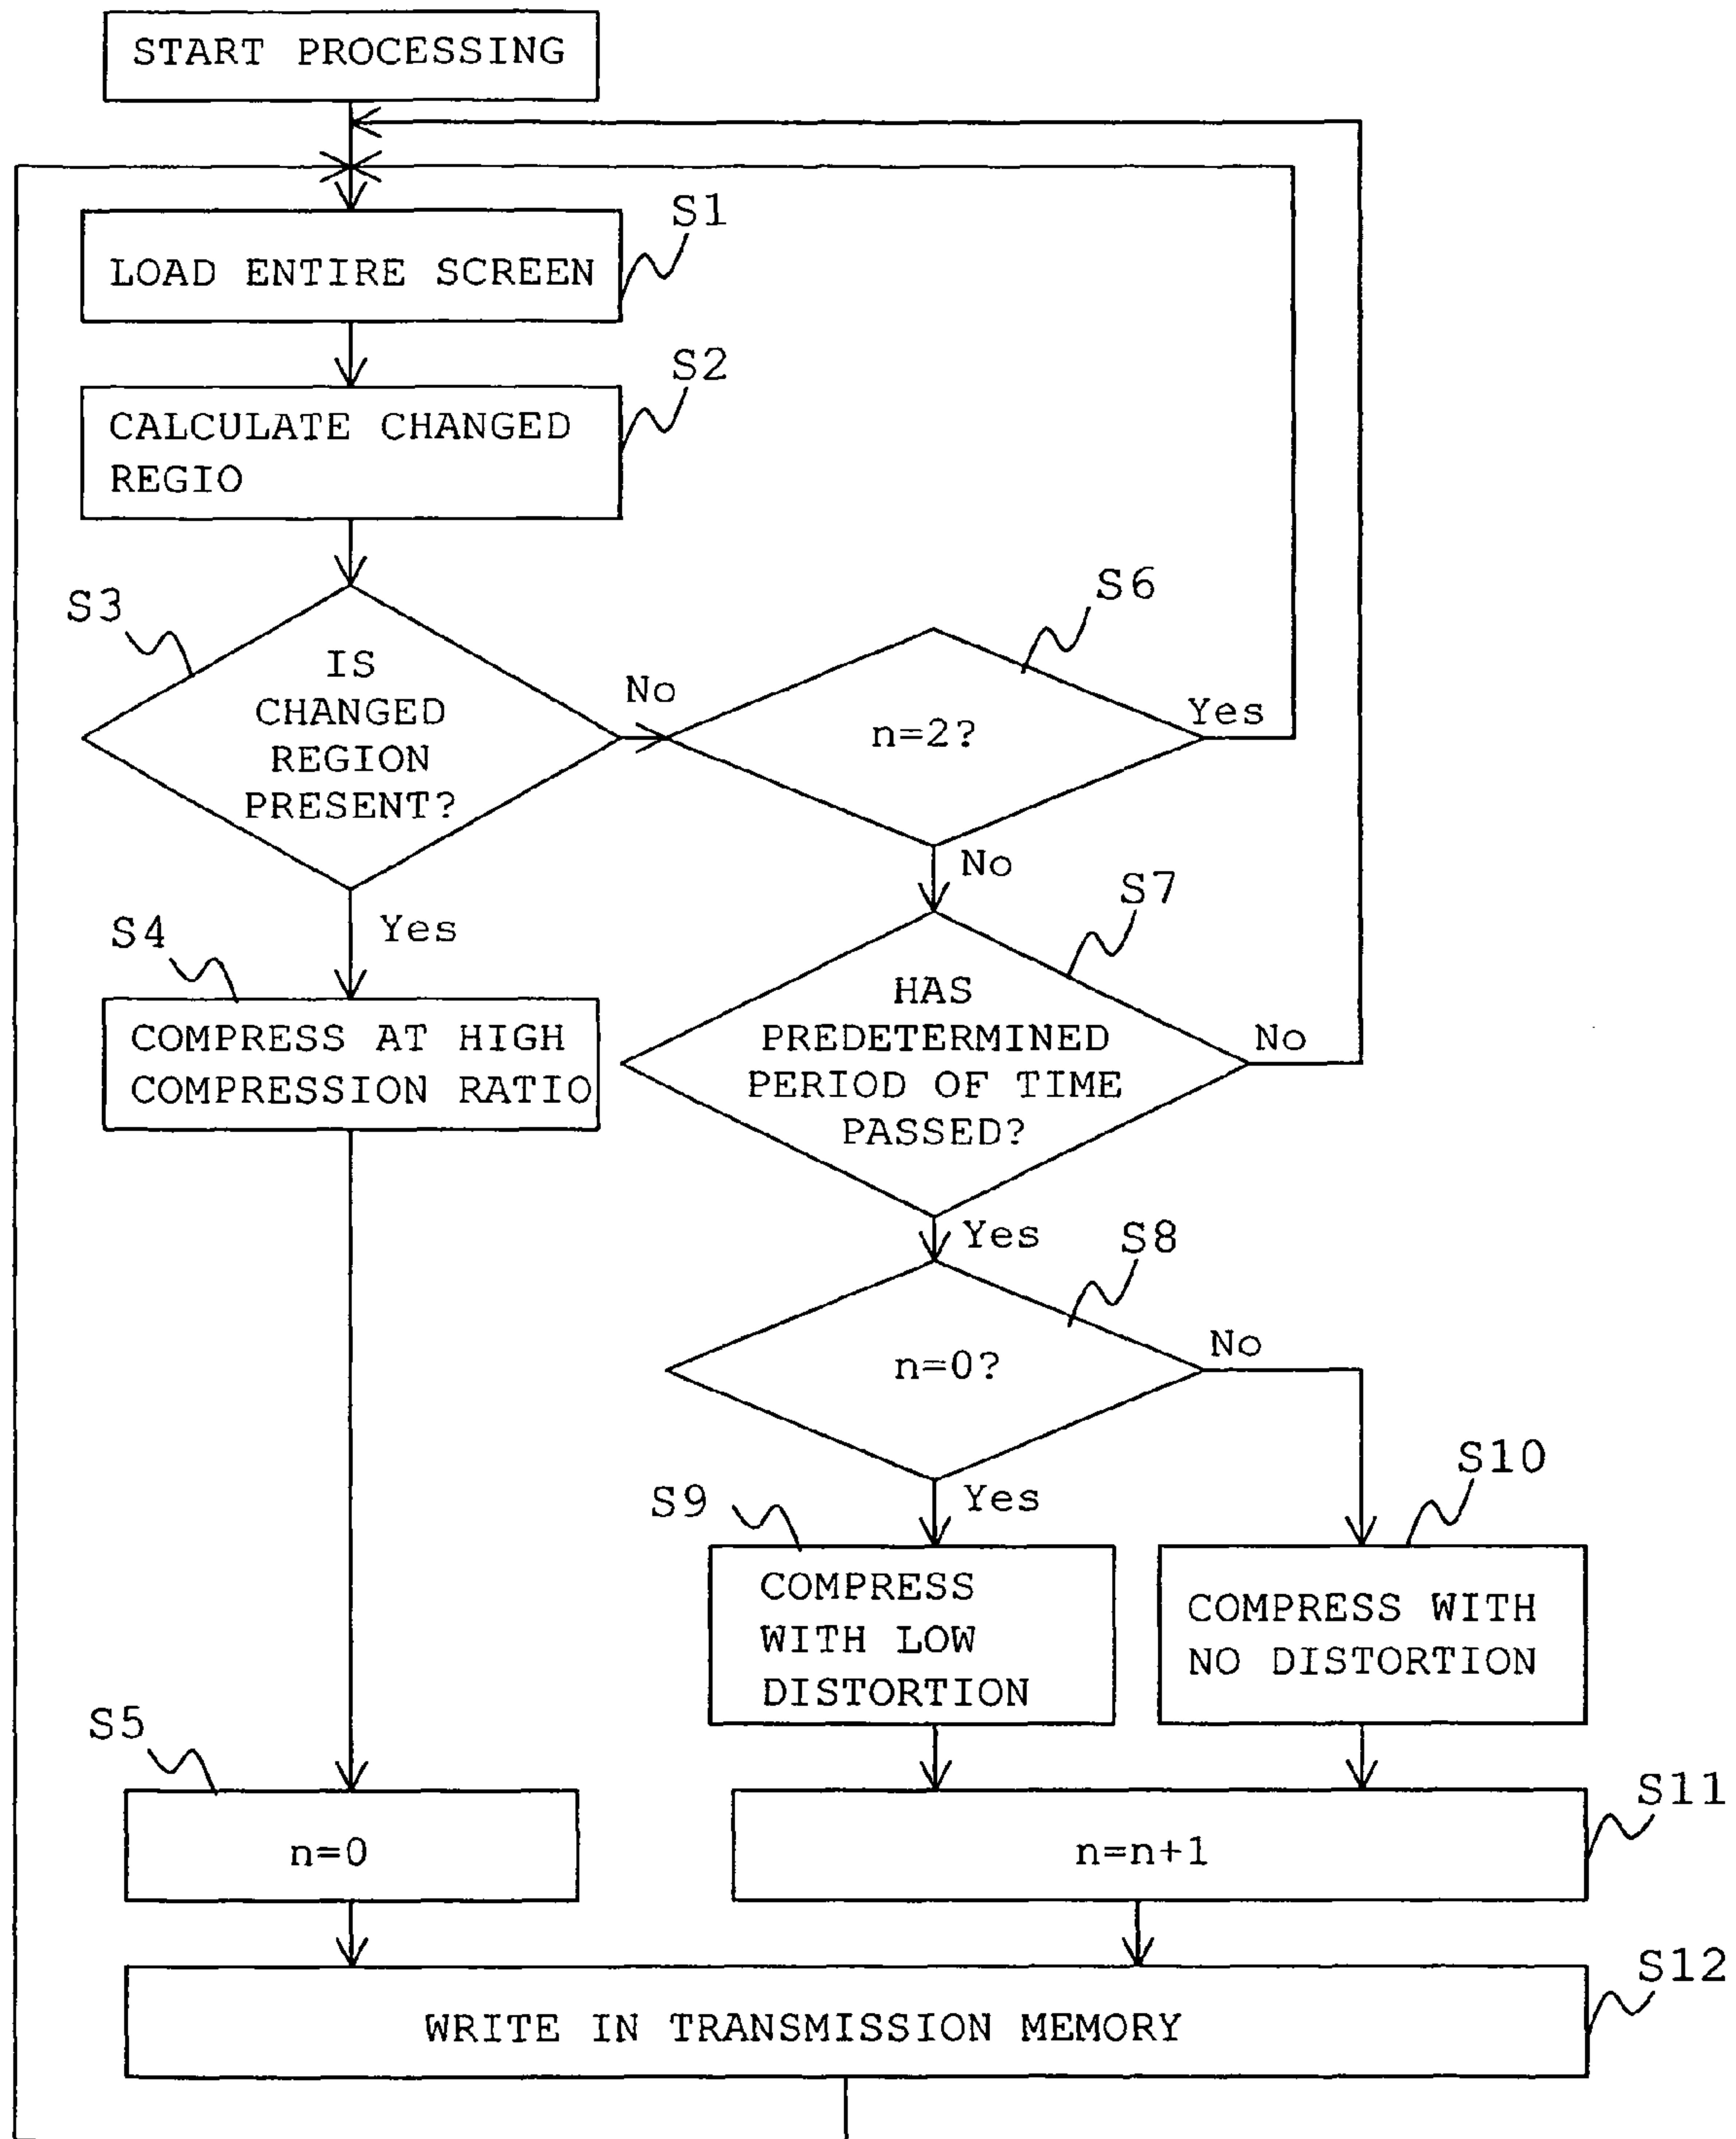 START PROCESSING
S1
LOAD ENTIRE SCREEN
S2
CALCULATE CHANGED
REGIO
S3
IS
CHANGED
REGION
PRESENT?
No
S6
n=2?
Yes
No
Yes
S4
COMPRESS AT HIGH
COMPRESSION RATIO
S7
HAS
PREDETERMINED
PERIOD OF TIME
PASSED?
No
Yes
S8
n=0?
No
Yes
S9
COMPRESS
WITH LOW
DISTORTION
S10
COMPRESS WITH
NO DISTORTION
S5
n=0
S11
n=n+1
S12
WRITE IN TRANSMISSION MEMORY